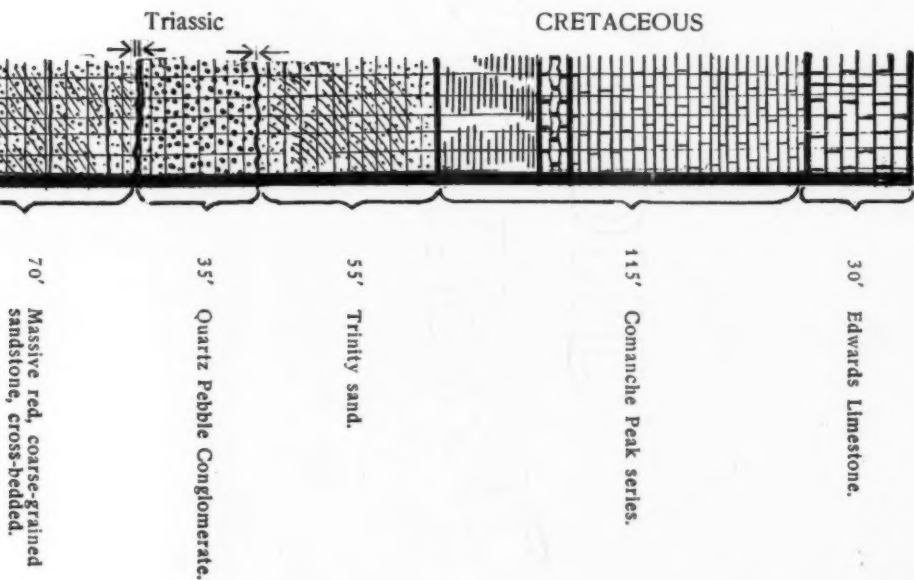 Triassic
CRETACEOUS
70' Massive red, coarse-grained
sandstone, cross-bedded.
35' Quartz Pebble Conglomerate.
55' Trinity sand.
115' Comanche Peak series.
30' Edwards Limestone.